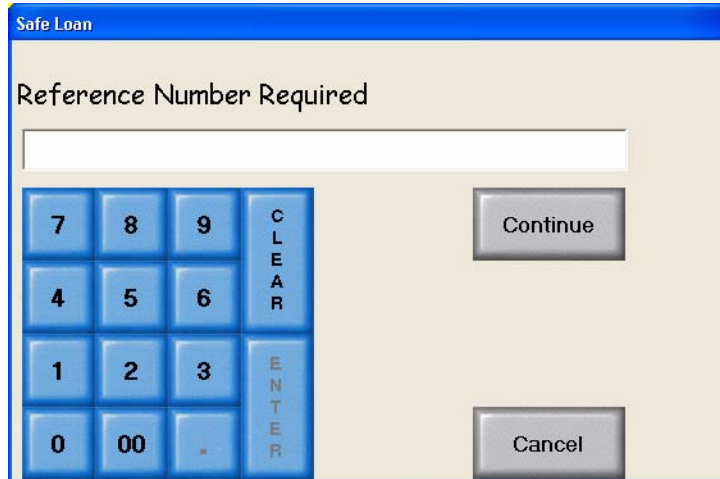 Safe Loan
Reference Number Required
7 8 9 CLEAR Continue
4 5 6
1 2 3 ENTER
0 00 . Cancel